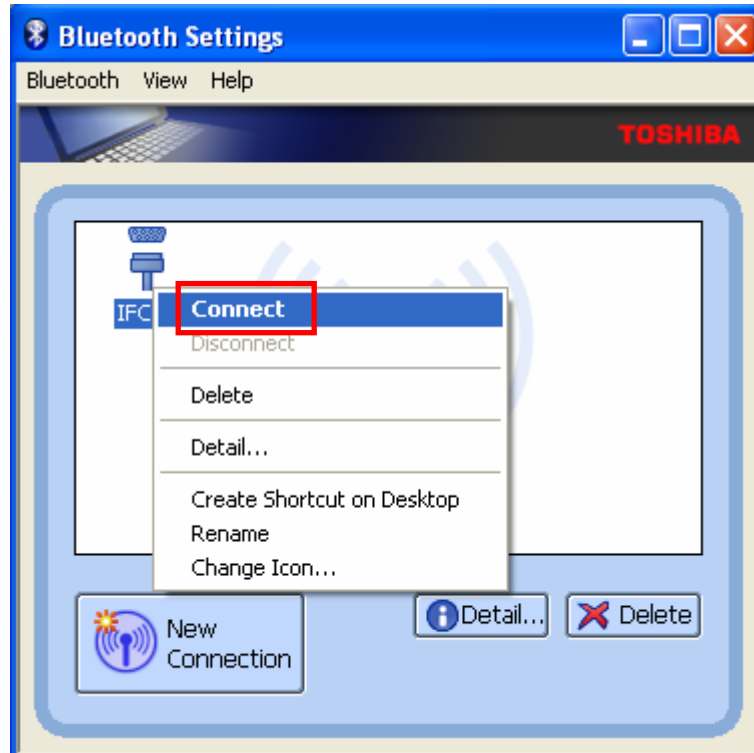 Bluetooth Settings
Bluetooth View Help
TOSHIBA
IFC
Connect
Disconnect
Delete
Detail...
Create Shortcut on Desktop
Rename
Change Icon...
New
Connection
Detail...
Delete